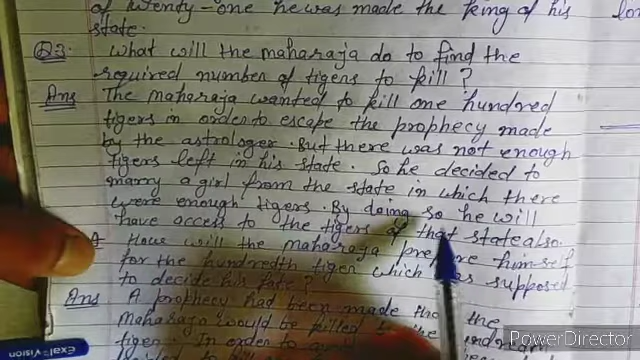 of twenty-one he was made the king of his
state.
Q3. What will the maharaja do to find the
required number of tigers to kill?
Ans The maharaja wanted to kill one hundred
tigers in order to escape the prophecy made
by the astrologer. But there was not enough
tigers left in his state. So he decided to
marry a girl from the state in which there
were enough tigers. By doing so he will
have access to the tigers of that state also.
How will the maharaja prepare himself
for the hundredth tiger which was supposed
to decide his fate?
Ans A prophecy had been made that the
Maharaja would be killed the
tiger. In order to
Exal=Vision
PowerDirector